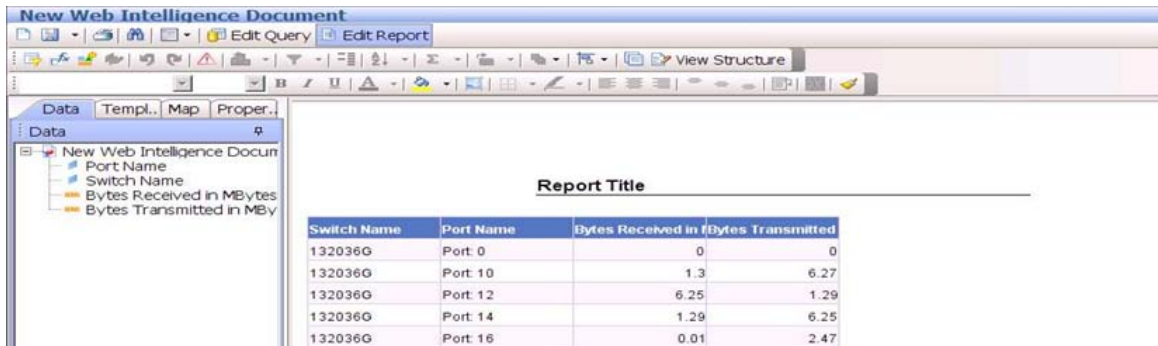 New Web Intelligence Document
Edit Query Edit Report
View Structure
B I U A
Data Templ.. Map Proper..
Data
New Web Intelligence Docum
Port Name
Switch Name
Bytes Received in MBytes
Bytes Transmitted in MBy
Report Title
Switch Name Port Name Bytes Received in M Bytes Transmitted
132036G Port: 0 0 0
132036G Port: 10 1.3 6.27
132036G Port: 12 6.25 1.29
132036G Port: 14 1.29 6.25
132036G Port: 16 0.01 2.47